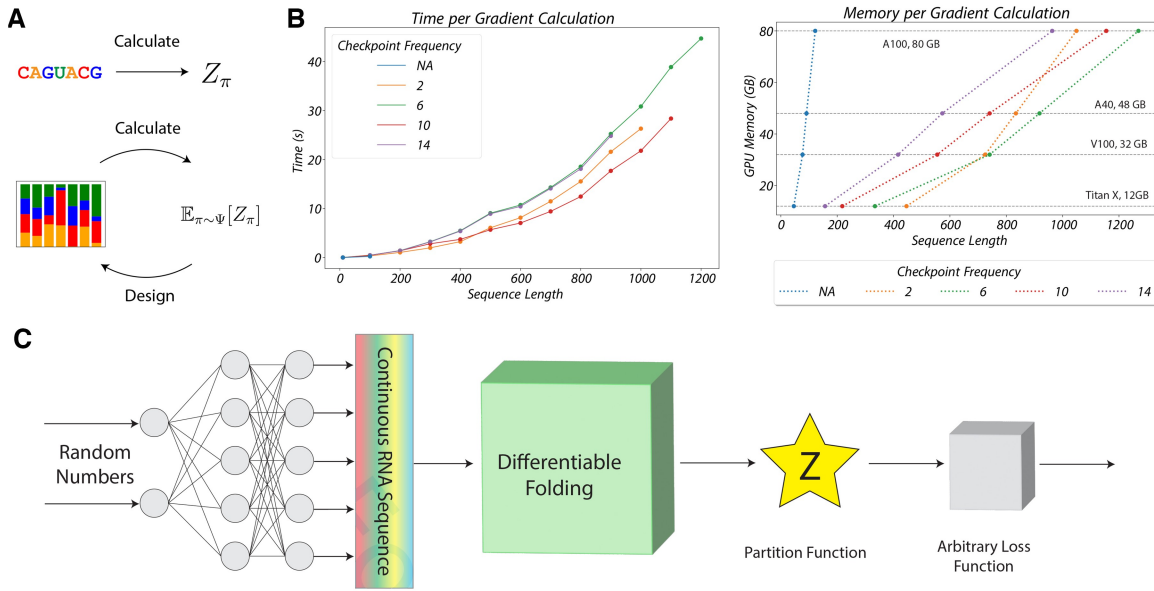 A
Calculate
CAGUACG
Zπ
Calculate
𝔼π∼Ψ[Zπ]
Design
B
Time per Gradient Calculation
Checkpoint Frequency
NA
2
6
10
14
Time (s)
40
30
20
10
0
0 200 400 600 800 1000 1200
Sequence Length
Memory per Gradient Calculation
GPU Memory (GB)
80
60
40
20
A100, 80 GB
A40, 48 GB
V100, 32 GB
Titan X, 12GB
0 200 400 600 800 1000 1200
Sequence Length
Checkpoint Frequency
NA 2 6 10 14
C
Random
Numbers
Continuous RNA Sequence
Differentiable
Folding
Z
Partition Function
Arbitrary Loss
Function